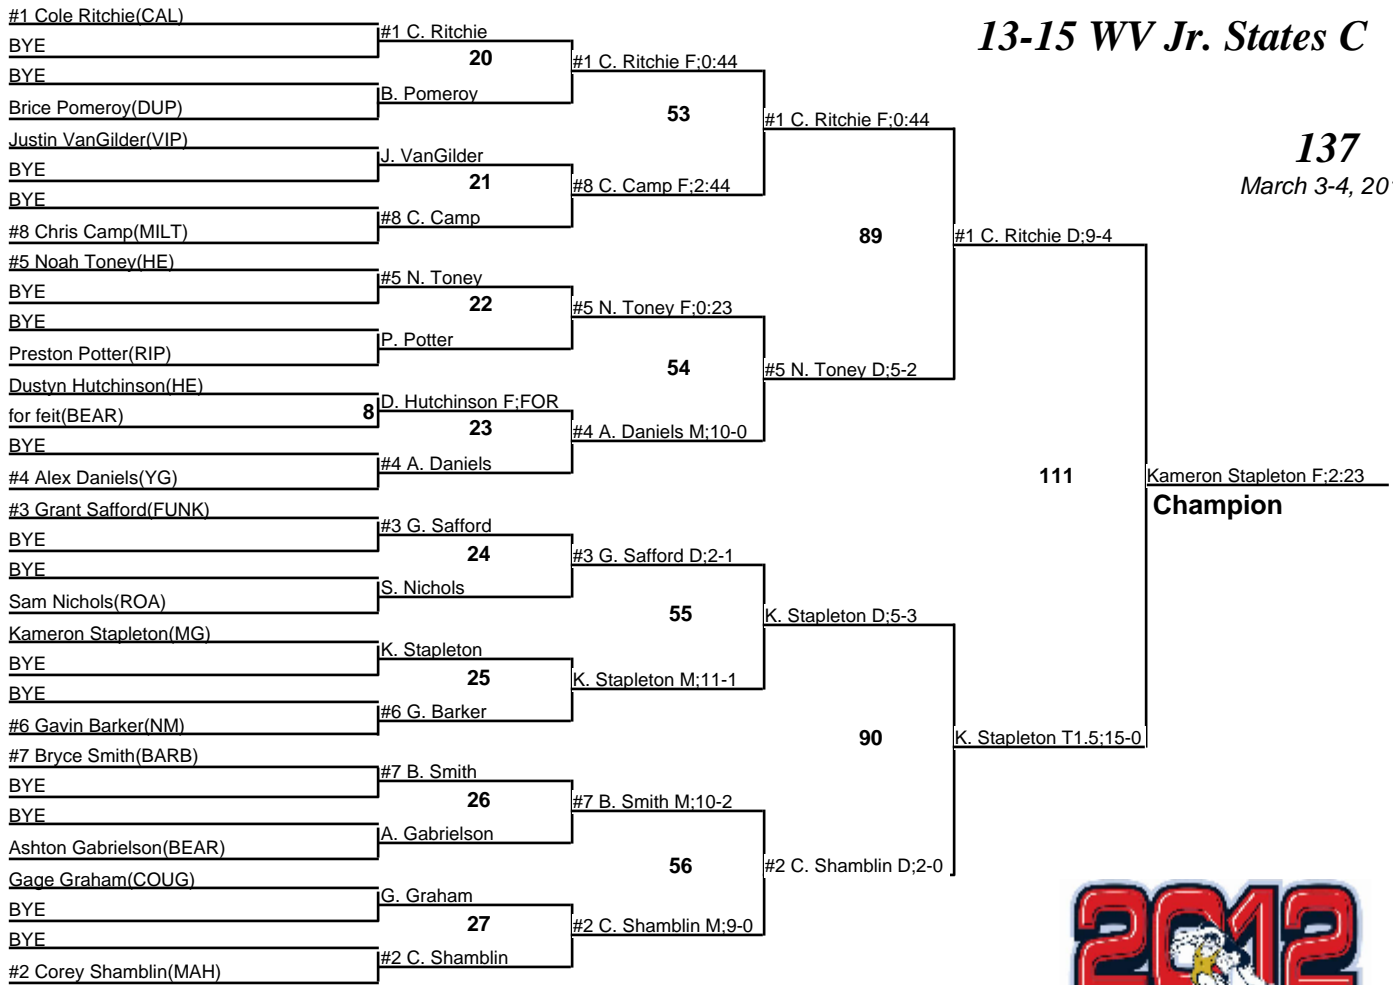 13-15 WV Jr. States C
137
March 3-4, 20
#1 Cole Ritchie(CAL)
BYE
BYE
Brice Pomeroy(DUP)
Justin VanGilder(VIP)
BYE
BYE
#8 Chris Camp(MILT)
#5 Noah Toney(HE)
BYE
BYE
Preston Potter(RIP)
Dustyn Hutchinson(HE)
for feit(BEAR)
BYE
#4 Alex Daniels(YG)
#3 Grant Safford(FUNK)
BYE
BYE
Sam Nichols(ROA)
Kameron Stapleton(MG)
BYE
BYE
#6 Gavin Barker(NM)
#7 Bryce Smith(BARB)
BYE
BYE
Ashton Gabrielson(BEAR)
Gage Graham(COUG)
BYE
BYE
#2 Corey Shamblin(MAH)
8
#1 C. Ritchie
20
B. Pomeroy
J. VanGilder
21
#8 C. Camp
#5 N. Toney
22
P. Potter
D. Hutchinson F;FOR
23
#4 A. Daniels
#3 G. Safford
24
S. Nichols
K. Stapleton
25
#6 G. Barker
#7 B. Smith
26
A. Gabrielson
G. Graham
27
#2 C. Shamblin
#1 C. Ritchie F;0:44
53
#8 C. Camp F;2:44
#5 N. Toney F;0:23
54
#4 A. Daniels M;10-0
#3 G. Safford D;2-1
55
K. Stapleton M;11-1
#7 B. Smith M;10-2
56
#2 C. Shamblin M;9-0
#1 C. Ritchie F;0:44
89
#5 N. Toney D;5-2
K. Stapleton D;5-3
90
#2 C. Shamblin D;2-0
#1 C. Ritchie D;9-4
111
K. Stapleton T1.5;15-0
Kameron Stapleton F;2:23
Champion
2012